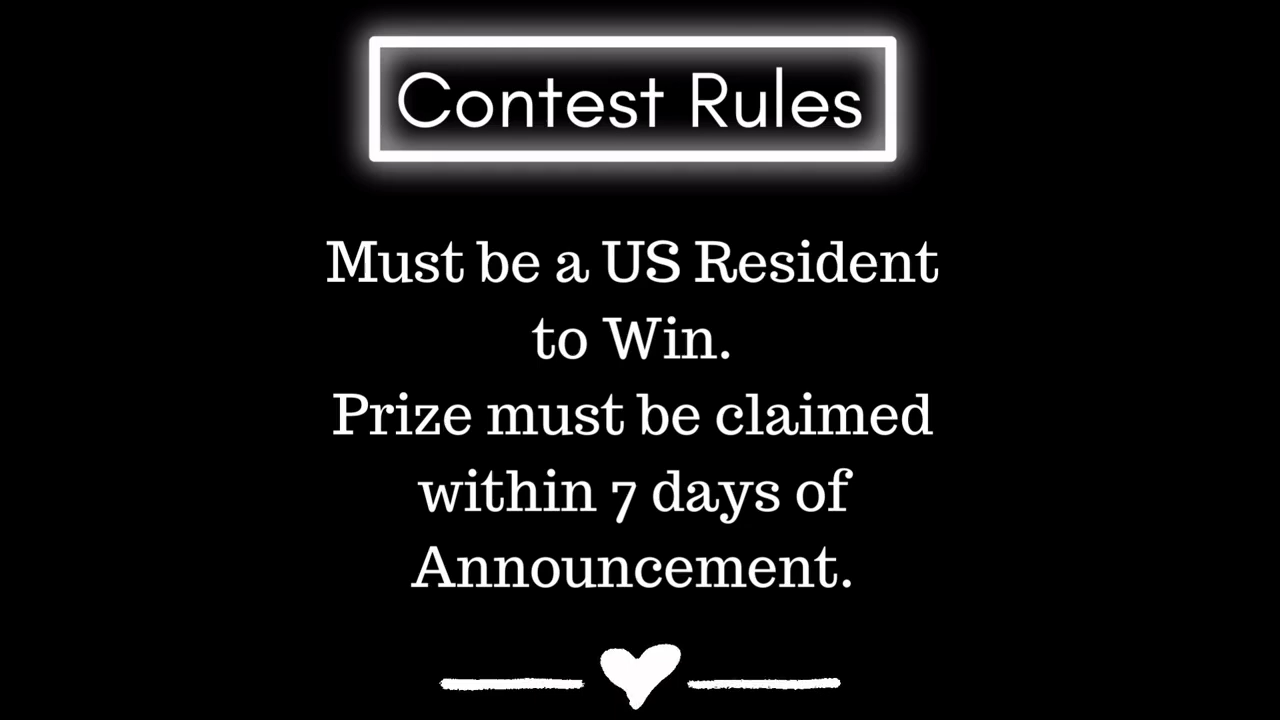 Contest Rules
Must be a US Resident
to Win.
Prize must be claimed
within 7 days of
Announcement.